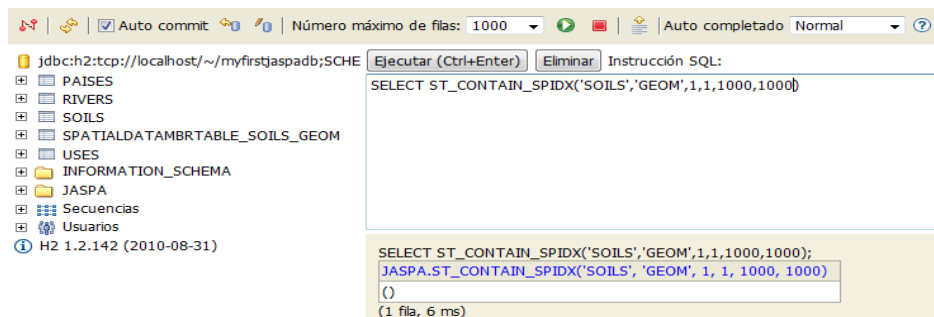 Auto commit Número máximo de filas: 1000 Auto completado Normal
jdbc:h2:tcp://localhost/~/myfirstjaspadb;SCHE
PAISES
RIVERS
SOILS
SPATIALDATAMBRTABLE_SOILS_GEOM
USES
INFORMATION_SCHEMA
JASPA
Secuencias
Usuarios
H2 1.2.142 (2010-08-31)
Ejecutar (Ctrl+Enter) Eliminar Instrucción SQL:
SELECT ST_CONTAIN_SPIDX('SOILS','GEOM',1,1,1000,1000)
SELECT ST_CONTAIN_SPIDX('SOILS','GEOM',1,1,1000,1000);
JASPA.ST_CONTAIN_SPIDX('SOILS', 'GEOM', 1, 1, 1000, 1000)
()
(1 fila, 6 ms)